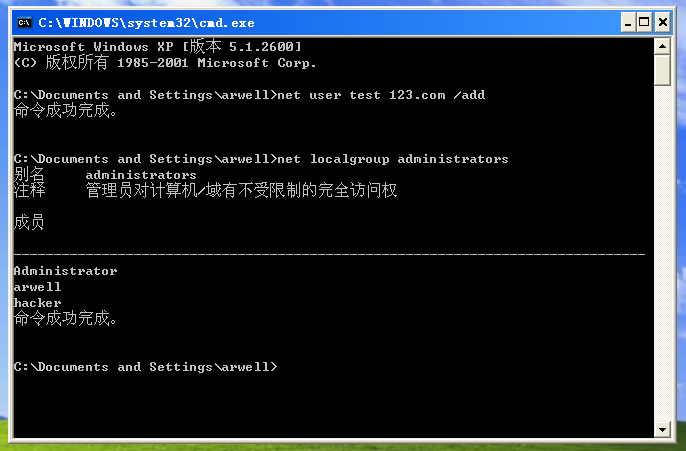 C:\WINDOWS\system32\cmd.exe
Microsoft Windows XP [版本 5.1.2600]
(C) 版权所有 1985-2001 Microsoft Corp.
C:\Documents and Settings\arwell>net user test 123.com /add
命令成功完成。
C:\Documents and Settings\arwell>net localgroup administrators
别名     administrators
注释     管理员对计算机/域有不受限制的完全访问权
成员
-------------------------------------------------------------------------------
Administrator
arwell
hacker
命令成功完成。
C:\Documents and Settings\arwell>